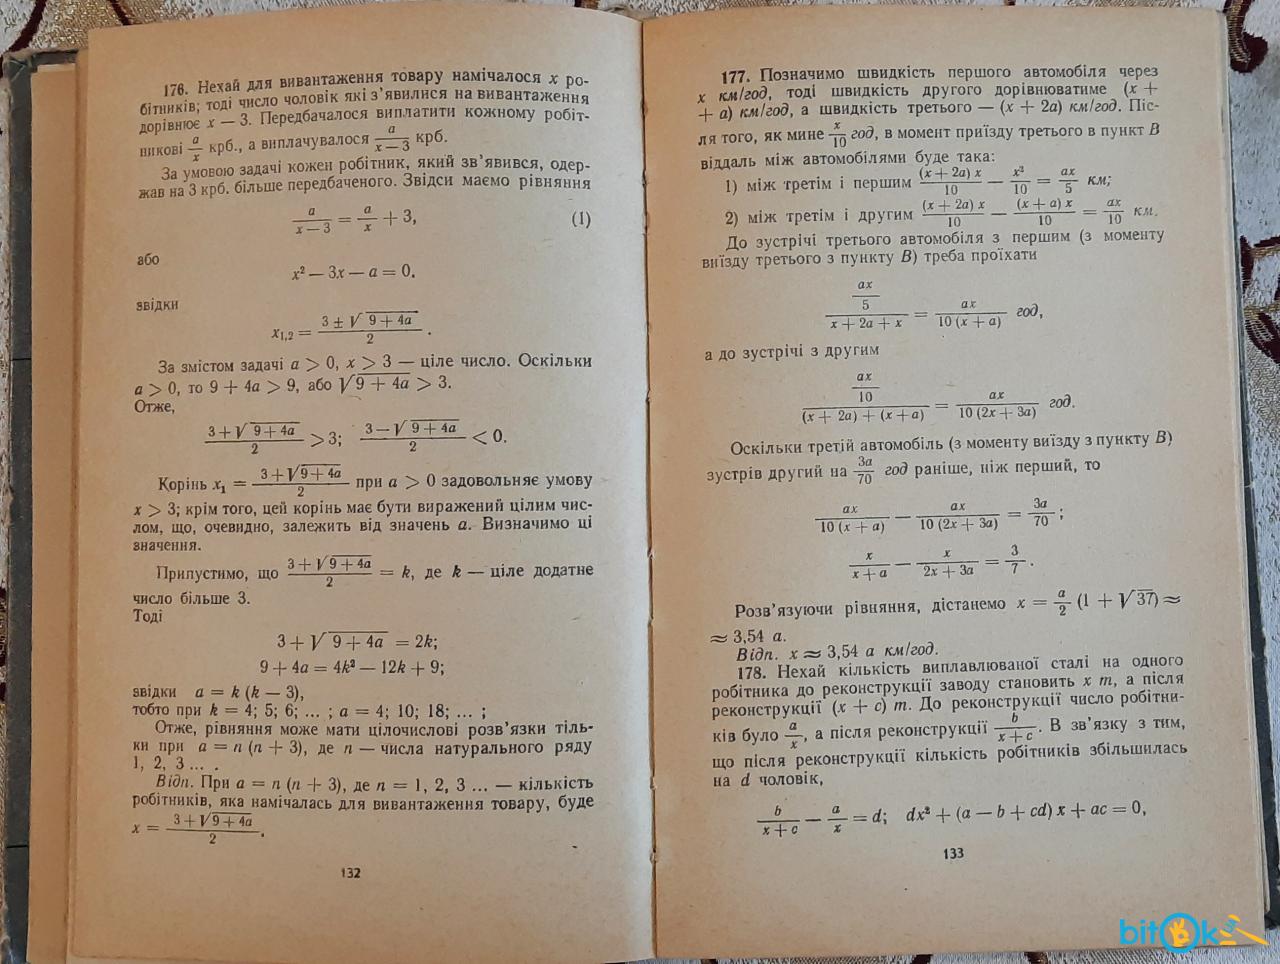 176. Нехай для вивантаження товару намічалося x ро-
бітників; тоді число чоловік які з’явилися на вивантаження
дорівнює x — 3. Передбачалося виплатити кожному робіт-
никові a/x крб., а виплачувалося a/(x — 3) крб.
За умовою задачі кожен робітник, який зв’явився, одер-
жав на 3 крб. більше передбаченого. Звідси маємо рівняння
a/(x — 3) = a/x + 3, (1)
або
x² — 3x — a = 0,
звідки
x₁,₂ = (3 ± √(9 + 4a))/2 .
За змістом задачі a > 0, x > 3 — ціле число. Оскільки
a > 0, то 9 + 4a > 9, або √(9 + 4a) > 3.
Отже,
(3 + √(9 + 4a))/2 > 3; (3 — √(9 + 4a))/2 < 0.
Корінь x₁ = (3 + √(9 + 4a))/2 при a > 0 задовольняє умову
x > 3; крім того, цей корінь має бути виражений цілим чис-
лом, що, очевидно, залежить від значень a. Визначимо ці
значення.
Припустимо, що (3 + √(9 + 4a))/2 = k, де k — ціле додатне
число більше 3.
Тоді
3 + √(9 + 4a) = 2k;
9 + 4a = 4k² — 12k + 9;
звідки a = k (k — 3),
тобто при k = 4; 5; 6; ... ; a = 4; 10; 18; ... ;
Отже, рівняння може мати цілочислові розв’язки тіль-
ки при a = n (n + 3), де n — числа натурального ряду
1, 2, 3 ... .
Відп. При a = n (n + 3), де n = 1, 2, 3 ... — кількість
робітників, яка намічалась для вивантаження товару, буде
x = (3 + √(9 + 4a))/2 .
132
177. Позначимо швидкість першого автомобіля через
x км/год, тоді швидкість другого дорівнюватиме (x +
+ a) км/год, а швидкість третього — (x + 2a) км/год. Піс-
ля того, як мине x/10 год, в момент приїзду третього в пункт B
віддаль між автомобілями буде така:
1) між третім і першим (x + 2a) x/10 — x²/10 = ax/5 км;
2) між третім і другим (x + 2a) x/10 — (x + a) x/10 = ax/10 км.
До зустрічі третього автомобіля з першим (з моменту
виїзду третього з пункту B) треба проїхати
(ax/5)/(x + 2a + x) = ax/(10 (x + a)) год,
а до зустрічі з другим
(ax/10)/((x + 2a) + (x + a)) = ax/(10 (2x + 3a)) год.
Оскільки третій автомобіль (з моменту виїзду з пункту B)
зустрів другий на 3a/70 год раніше, ніж перший, то
ax/(10 (x + a)) — ax/(10 (2x + 3a)) = 3a/70 ;
x/(x + a) — x/(2x + 3a) = 3/7 .
Розв’язуючи рівняння, дістанемо x = a/2 (1 + √37) ≈
≈ 3,54 a.
Відп. x ≈ 3,54 a км/год.
178. Нехай кількість виплавлюваної сталі на одного
робітника до реконструкції заводу становить x т, а після
реконструкції (x + c) т. До реконструкції число робітни-
ків було a/x, а після реконструкції b/(x + c). В зв’язку з тим,
що після реконструкції кількість робітників збільшилась
на d чоловік,
b/(x + c) — a/x = d; dx² + (a — b + cd) x + ac = 0,
133
bitOk